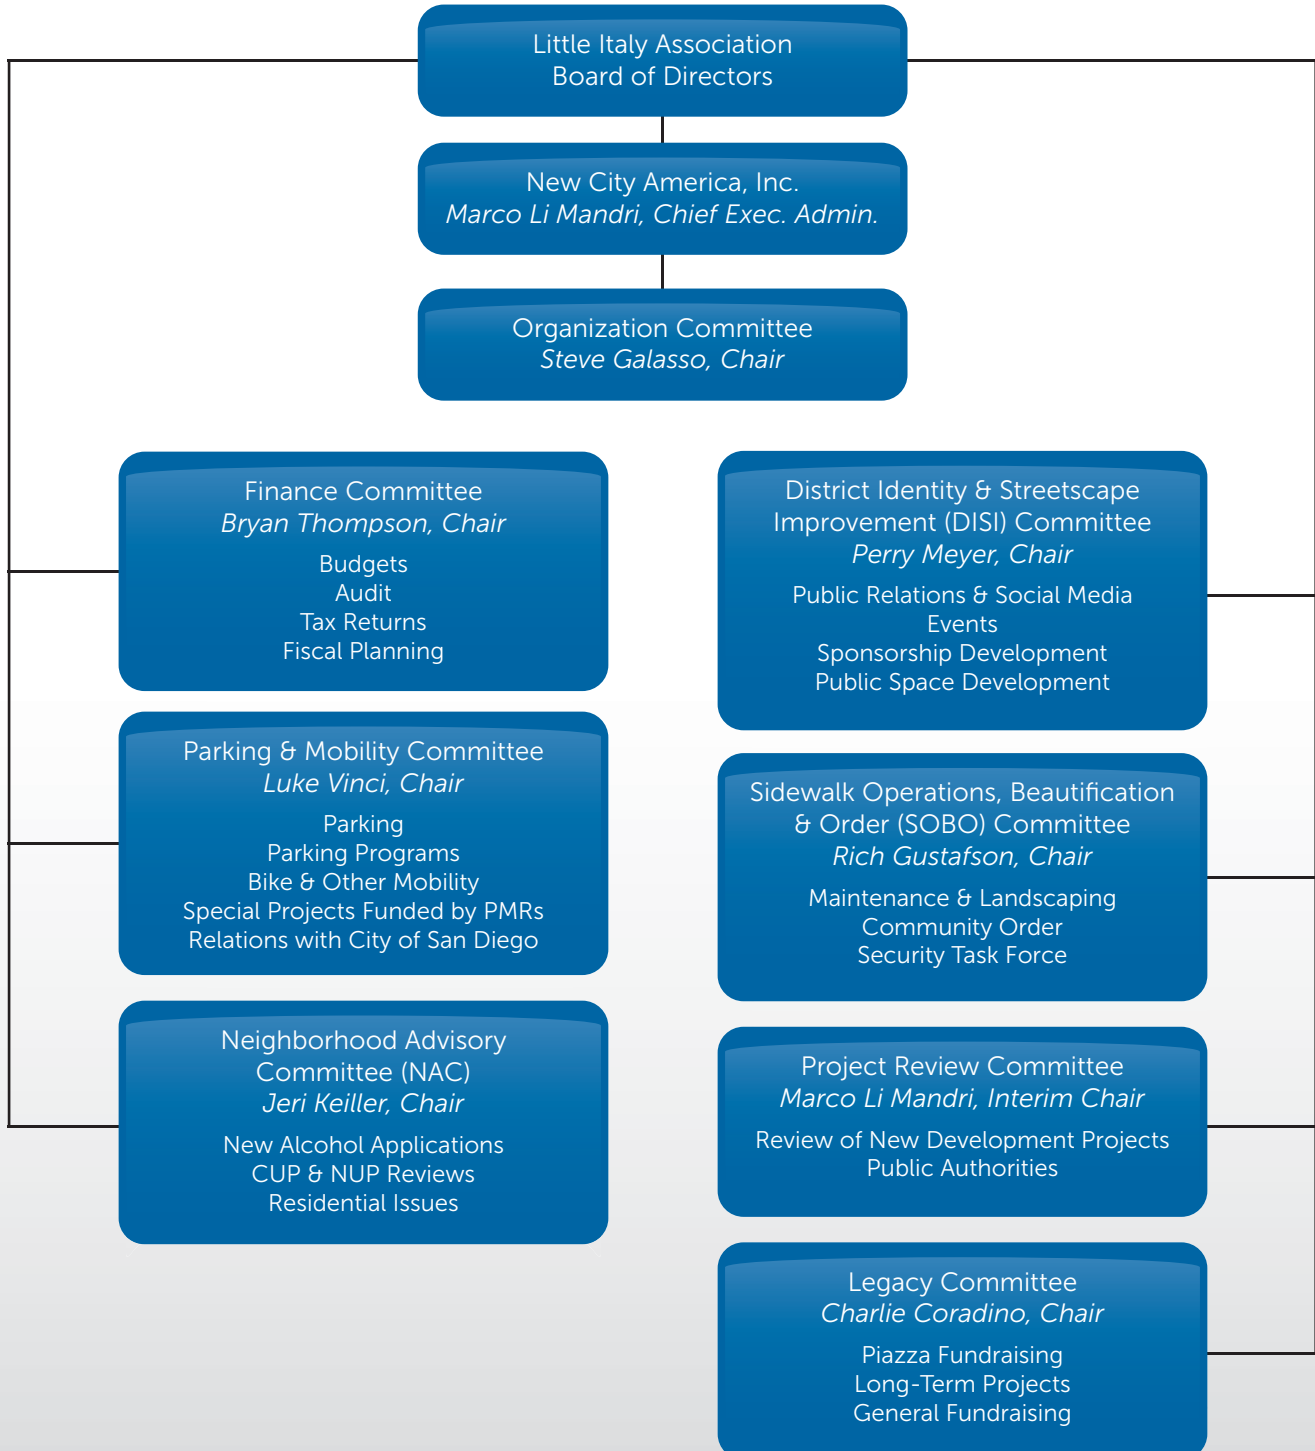 Little Italy Association
Board of Directors
New City America, Inc.
Marco Li Mandri, Chief Exec. Admin.
Organization Committee
Steve Galasso, Chair
Finance Committee
Bryan Thompson, Chair
Budgets
Audit
Tax Returns
Fiscal Planning
Parking & Mobility Committee
Luke Vinci, Chair
Parking
Parking Programs
Bike & Other Mobility
Special Projects Funded by PMRs
Relations with City of San Diego
Neighborhood Advisory
Committee (NAC)
Jeri Keiller, Chair
New Alcohol Applications
CUP & NUP Reviews
Residential Issues
District Identity & Streetscape
Improvement (DISI) Committee
Perry Meyer, Chair
Public Relations & Social Media
Events
Sponsorship Development
Public Space Development
Sidewalk Operations, Beautification
& Order (SOBO) Committee
Rich Gustafson, Chair
Maintenance & Landscaping
Community Order
Security Task Force
Project Review Committee
Marco Li Mandri, Interim Chair
Review of New Development Projects
Public Authorities
Legacy Committee
Charlie Coradino, Chair
Piazza Fundraising
Long-Term Projects
General Fundraising